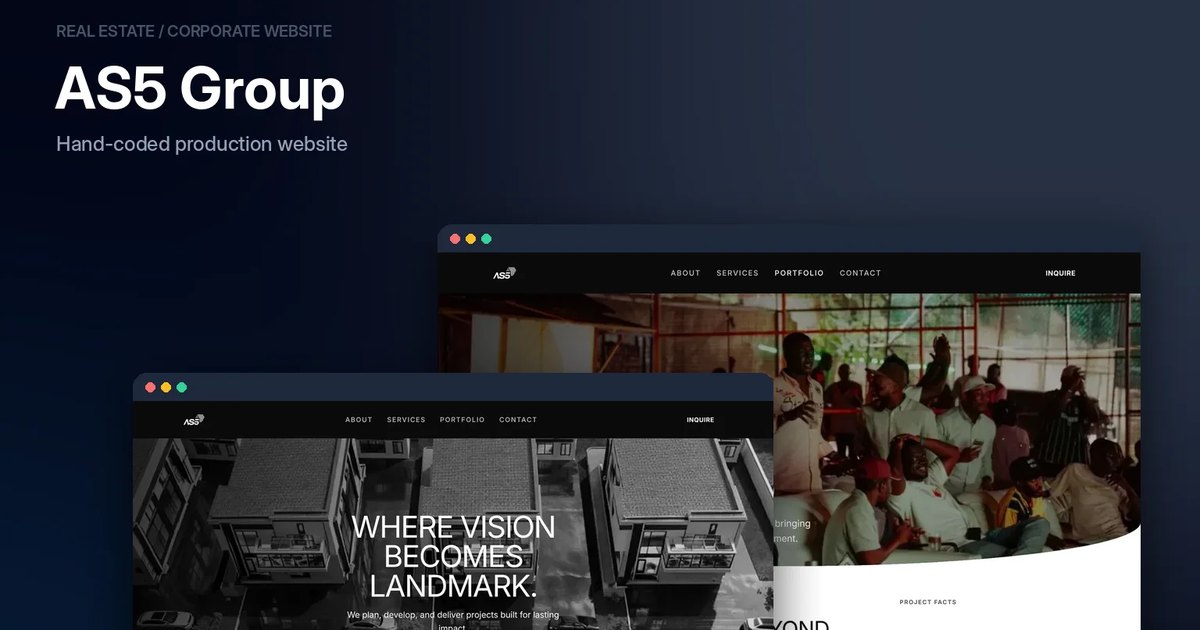 REAL ESTATE / CORPORATE WEBSITE
AS5 Group
Hand-coded production website
AS5
ABOUT SERVICES PORTFOLIO CONTACT
INQUIRE
bringing
ment.
PROJECT FACTS
YOND
AS5
ABOUT SERVICES PORTFOLIO CONTACT
INQUIRE
WHERE VISION
BECOMES
LANDMARK.
We plan, develop, and deliver projects built for lasting
impact.